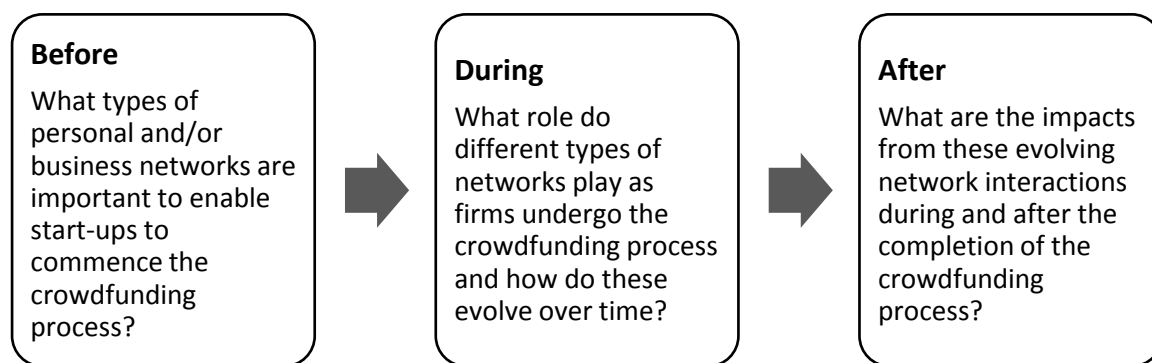 Before
What types of
personal and/or
business networks are
important to enable
start-ups to
commence the
crowdfunding
process?
During
What role do
different types of
networks play as
firms undergo the
crowdfunding process
and how do these
evolve over time?
After
What are the impacts
from these evolving
network interactions
during and after the
completion of the
crowdfunding
process?